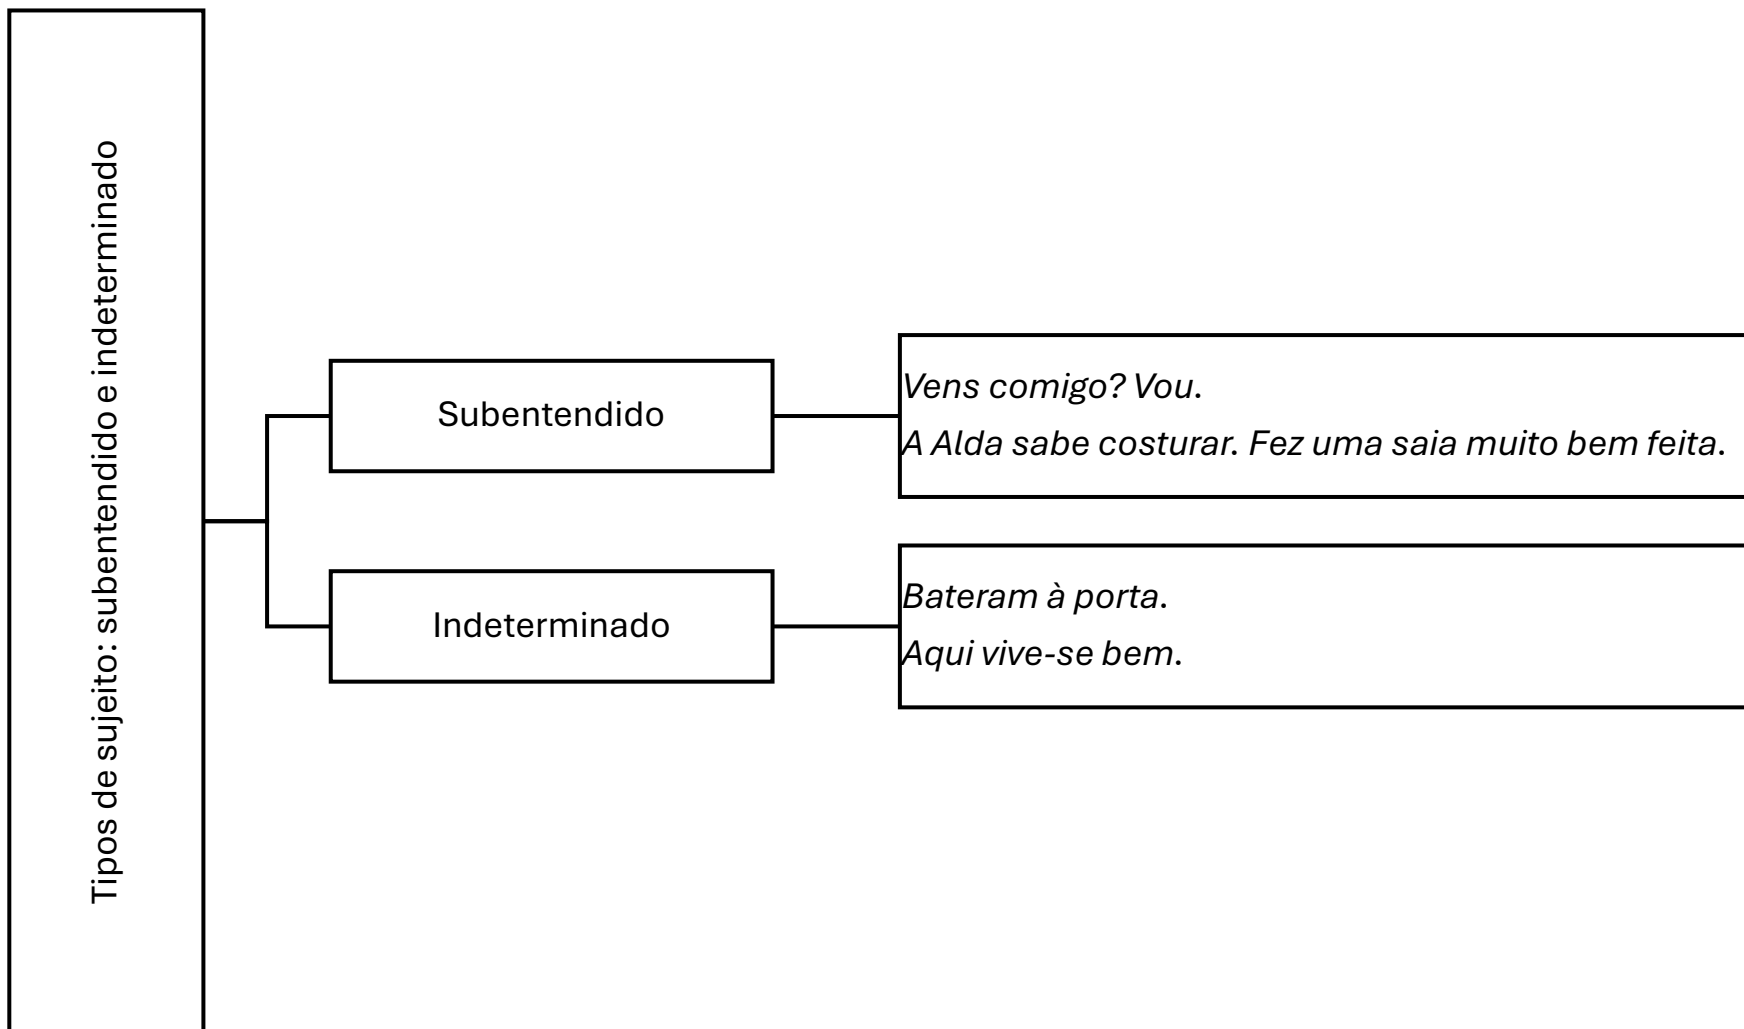 Tipos de sujeito: subentendido e indeterminado
Subentendido
Vens comigo? Vou.
A Alda sabe costurar. Fez uma saia muito bem feita.
Indeterminado
Bateram à porta.
Aqui vive-se bem.